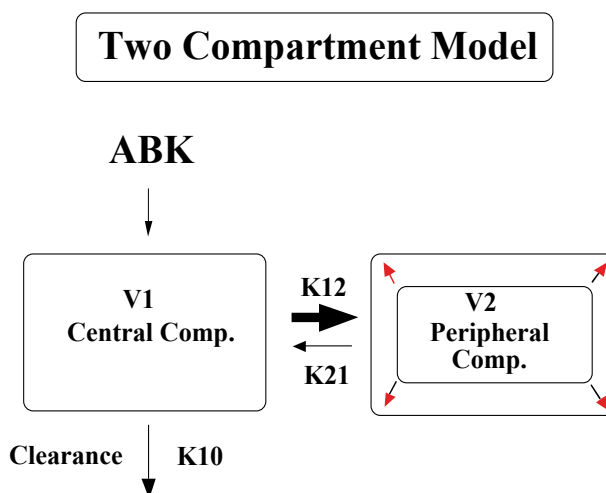 Two Compartment Model
ABK
V1
Central Comp.
K12
K21
V2
Peripheral
Comp.
Clearance
K10